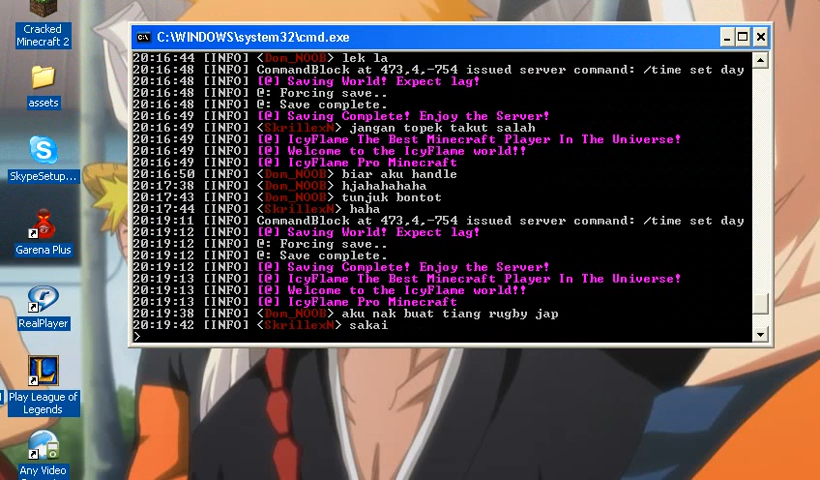 Cracked
Minecraft 2
assets
SkypeSetup...
Garena Plus
RealPlayer
Play League of
Legends
Any Video
C:\WINDOWS\system32\cmd.exe
20:16:44 [INFO] <Dom_NOOB> lek la
20:16:48 [INFO] CommandBlock at 473,4,-754 issued server command: /time set day
20:16:48 [INFO] [@] Saving World! Expect lag!
20:16:48 [INFO] @: Forcing save..
20:16:48 [INFO] @: Save complete.
20:16:49 [INFO] [@] Saving Complete! Enjoy the Server!
20:16:49 [INFO] <SkrillexN> jangan topek takut salah
20:16:49 [INFO] [@] IcyFlame The Best Minecraft Player In The Universe!
20:16:49 [INFO] [@] Welcome to the IcyFlame world!!
20:16:49 [INFO] [@] IcyFlame Pro Minecraft
20:16:50 [INFO] <Dom_NOOB> biar aku handle
20:17:38 [INFO] <Dom_NOOB> hjahahahaha
20:17:43 [INFO] <Dom_NOOB> tunjuk bontot
20:17:44 [INFO] <SkrillexN> haha
20:19:11 [INFO] CommandBlock at 473,4,-754 issued server command: /time set day
20:19:12 [INFO] [@] Saving World! Expect lag!
20:19:12 [INFO] @: Forcing save..
20:19:12 [INFO] @: Save complete.
20:19:12 [INFO] [@] Saving Complete! Enjoy the Server!
20:19:13 [INFO] [@] IcyFlame The Best Minecraft Player In The Universe!
20:19:13 [INFO] [@] Welcome to the IcyFlame world!!
20:19:13 [INFO] [@] IcyFlame Pro Minecraft
20:19:38 [INFO] <Dom_NOOB> aku nak buat tiang rugby jap
20:19:42 [INFO] <SkrillexN> sakai
>